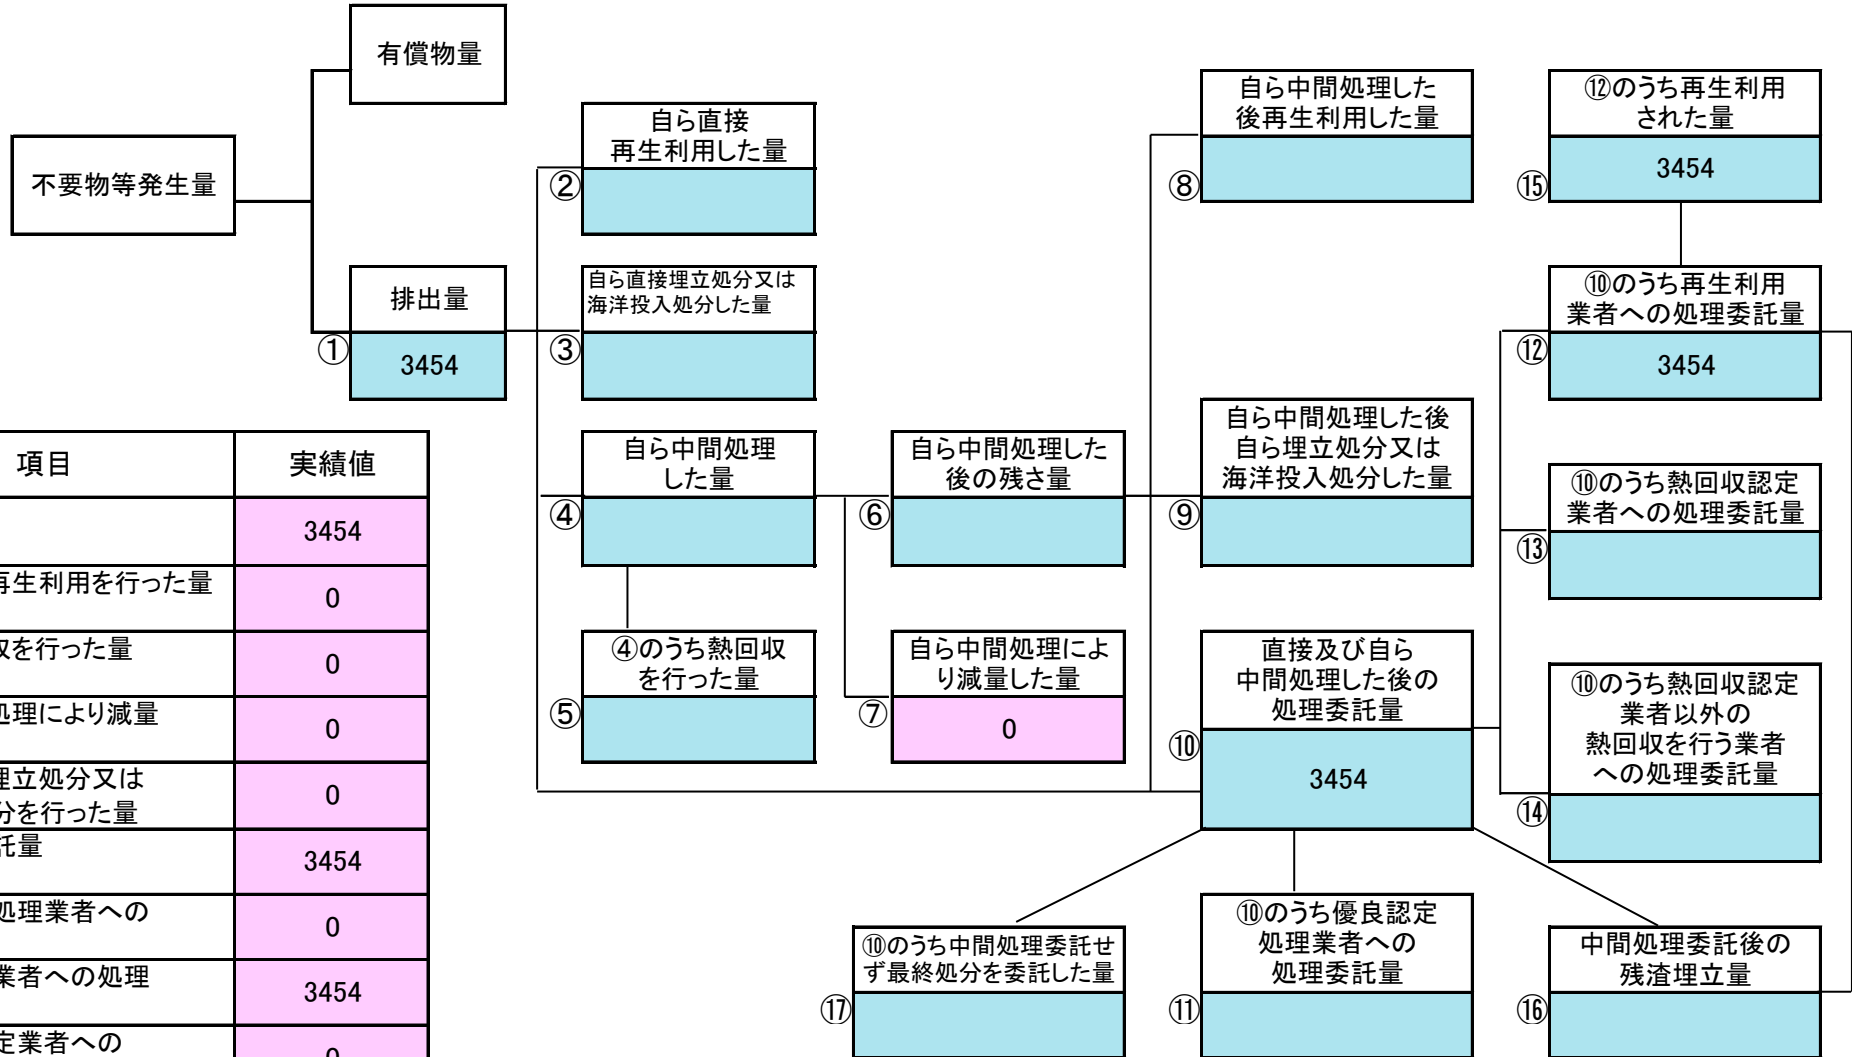 有償物量
不要物等発生量
排出量
①
3454
自ら直接
再生利用した量
②
自ら直接埋立処分又は
海洋投入処分した量
③
自ら中間処理
した量
④
④のうち熱回収
を行った量
⑤
自ら中間処理した
後の残さ量
⑥
自ら中間処理によ
り減量した量
⑦
0
自ら中間処理した
後再生利用した量
⑧
自ら中間処理した後
自ら埋立処分又は
海洋投入処分した量
⑨
直接及び自ら
中間処理した後の
処理委託量
⑩
3454
⑫のうち再生利用
された量
⑮
3454
⑩のうち再生利用
業者への処理委託量
⑫
3454
⑩のうち熱回収認定
業者への処理委託量
⑬
⑩のうち熱回収認定
業者以外の
熱回収を行う業者
への処理委託量
⑭
⑩のうち中間処理委託せ
ず最終処分を委託した量
⑰
⑩のうち優良認定
処理業者への
処理委託量
⑪
中間処理委託後の
残渣埋立量
⑯
項目 実績値
3454
再生利用を行った量 0
収を行った量 0
処理により減量 0
埋立処分又は
分を行った量 0
託量 3454
処理業者への 0
業者への処理 3454
定業者への 0